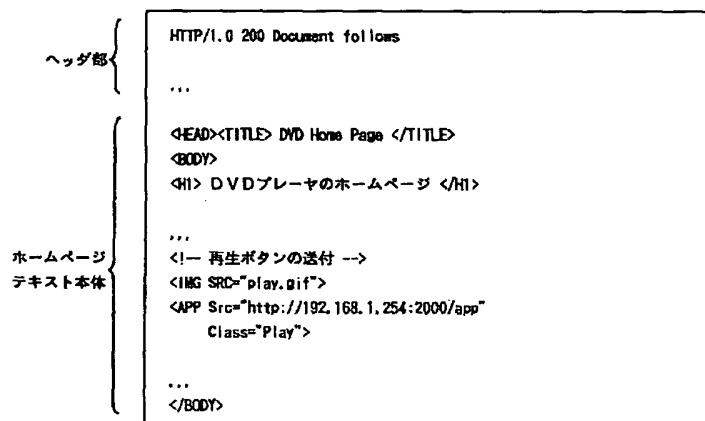 ヘッダ部
HTTP/1.0 200 Document follows
...
ホームページ
テキスト本体
<HEAD><TITLE> DVD Home Page </TITLE>
<BODY>
<H1> DVDプレーヤのホームページ </H1>
...
<!-- 再生ボタンの送付 -->
<IMG SRC="play.gif">
<APP Src="http://192.168.1.254:2000/app"
Class="Play">
...
</BODY>